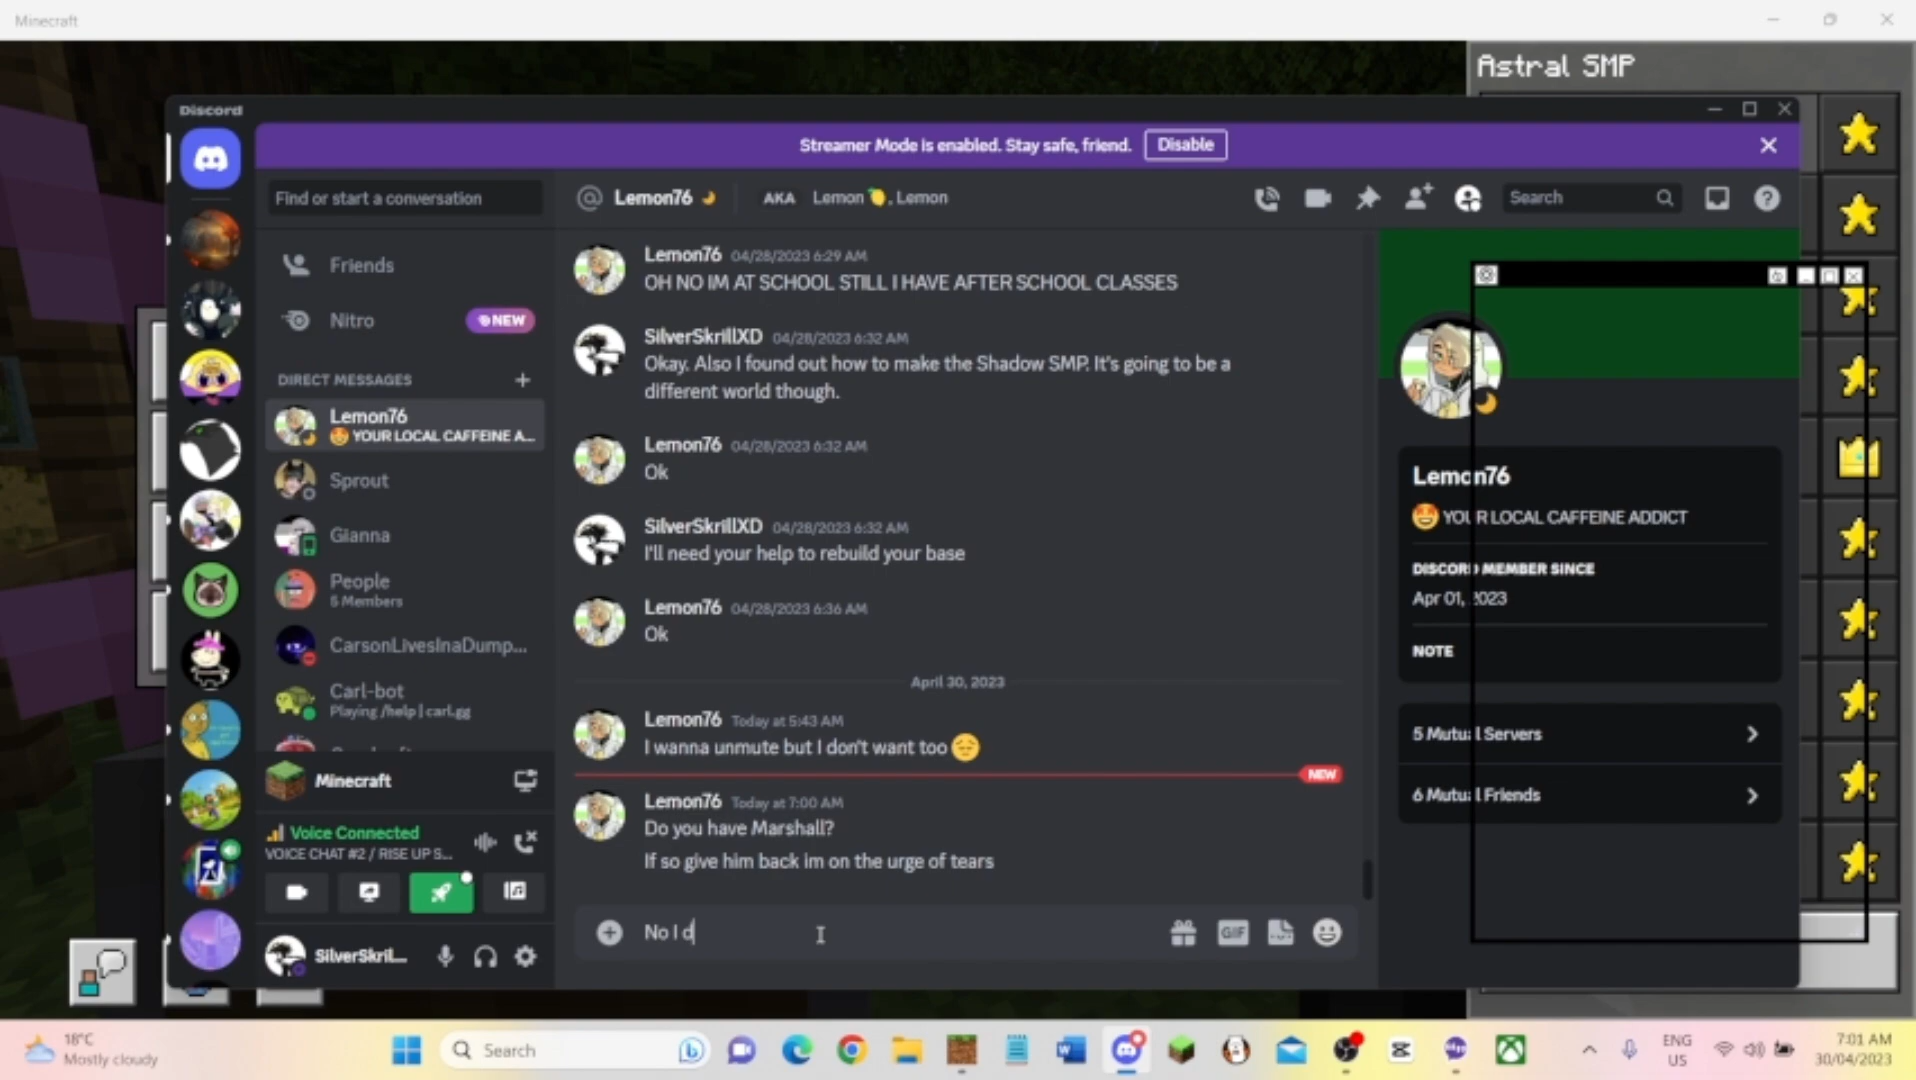 Minecraft
Astral SMP
Discord
Streamer Mode is enabled. Stay safe, friend.
Disable
Find or start a conversation
Lemon76
AKA
Lemon 🍋, Lemon
Search
Friends
Nitro
NEW
DIRECT MESSAGES
Lemon76
🤩 YOUR LOCAL CAFFEINE A...
Sprout
Gianna
People
5 Members
CarsonLivesInaDump...
Carl-bot
Playing /help | carl.gg
Minecraft
Voice Connected
VOICE CHAT #2 / RISE UP S...
SilverSkril...
Lemon76 04/28/2023 6:29 AM
OH NO IM AT SCHOOL STILL I HAVE AFTER SCHOOL CLASSES
SilverSkrillXD 04/28/2023 6:32 AM
Okay. Also I found out how to make the Shadow SMP. It's going to be a
different world though.
Lemon76 04/28/2023 6:32 AM
Ok
SilverSkrillXD 04/28/2023 6:32 AM
I'll need your help to rebuild your base
Lemon76 04/28/2023 6:36 AM
Ok
April 30, 2023
Lemon76 Today at 5:43 AM
I wanna unmute but I don't want too 😔
NEW
Lemon76 Today at 7:00 AM
Do you have Marshall?
If so give him back im on the urge of tears
No I d
GIF
Lemon76
🤩 YOUR LOCAL CAFFEINE ADDICT
DISCORD MEMBER SINCE
Apr 01, 2023
NOTE
5 Mutual Servers
6 Mutual Friends
18°C
Mostly cloudy
Search
ENG
US
7:01 AM
30/04/2023